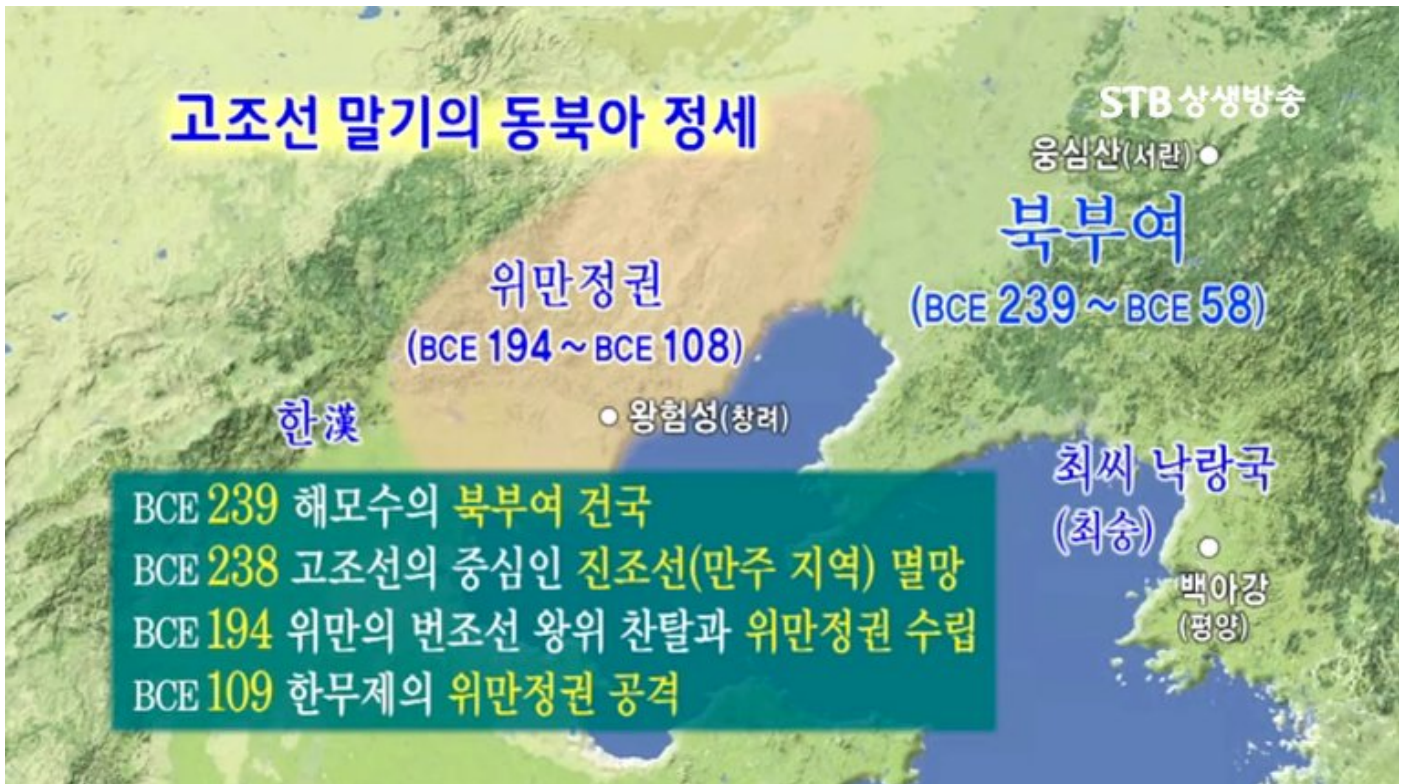 고조선 말기의 동북아 정세
STB 상생방송
웅심산(서란)
북부여
(BCE 239 ~ BCE 58)
위만정권
(BCE 194 ~ BCE 108)
한漢
왕험성(창려)
최씨 낙랑국
(최숭)
백아강
(평양)
BCE 239 해모수의 북부여 건국
BCE 238 고조선의 중심인 진조선(만주 지역) 멸망
BCE 194 위만의 번조선 왕위 찬탈과 위만정권 수립
BCE 109 한무제의 위만정권 공격